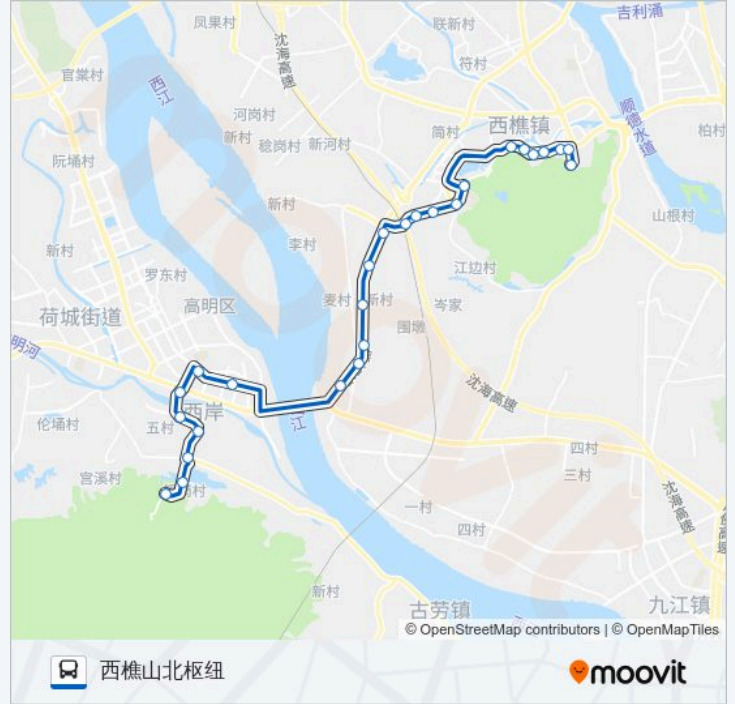 凤果村
联新村
吉利涌
沈海高速
官棠村
符村
西江
河岗村
顺德水道
柏村
新村
稔岗村
新河村
简村
西樵镇
阮埇村
新村
山根村
新村
李村
江边村
罗东村
麦村
新村
岑家
高明区
荷城街道
围墩
明河
沈海高速
西岸
江
伦埇村
五村
四村
宫溪村
三村
村
沈海高速
一村
四村
新村
古劳镇
九江镇
© OpenStreetMap contributors | © OpenMapTiles
西樵山北枢纽
moovit